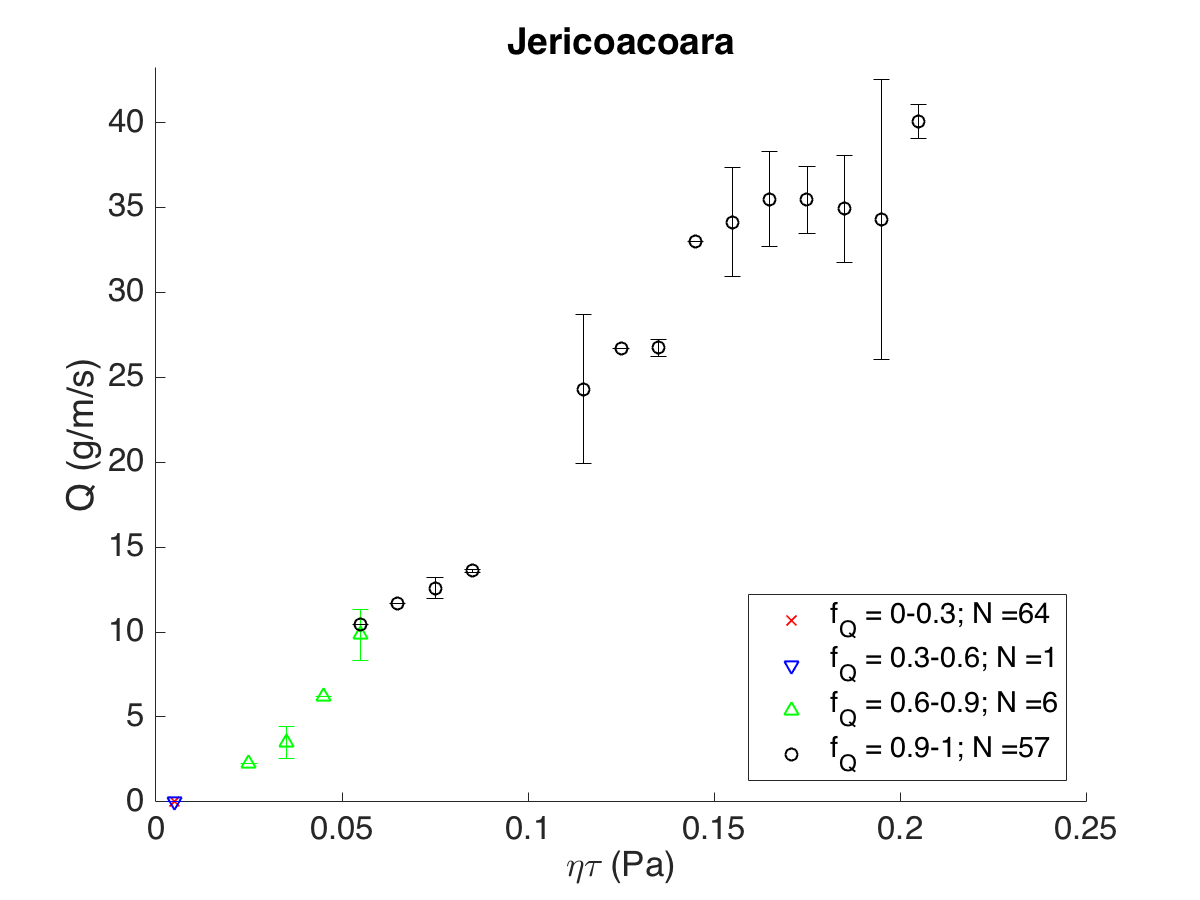 Jericoacoara
Q (g/m/s)
40
35
30
25
20
15
10
5
0
0 0.05 0.1 0.15 0.2 0.25
ητ (Pa)
f_Q = 0-0.3; N =64
f_Q = 0.3-0.6; N =1
f_Q = 0.6-0.9; N =6
f_Q = 0.9-1; N =57